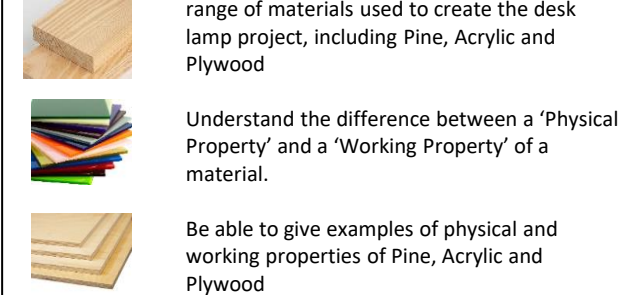 range of materials used to create the desk
lamp project, including Pine, Acrylic and
Plywood
Understand the difference between a ‘Physical
Property’ and a ‘Working Property’ of a
material.
Be able to give examples of physical and
working properties of Pine, Acrylic and
Plywood